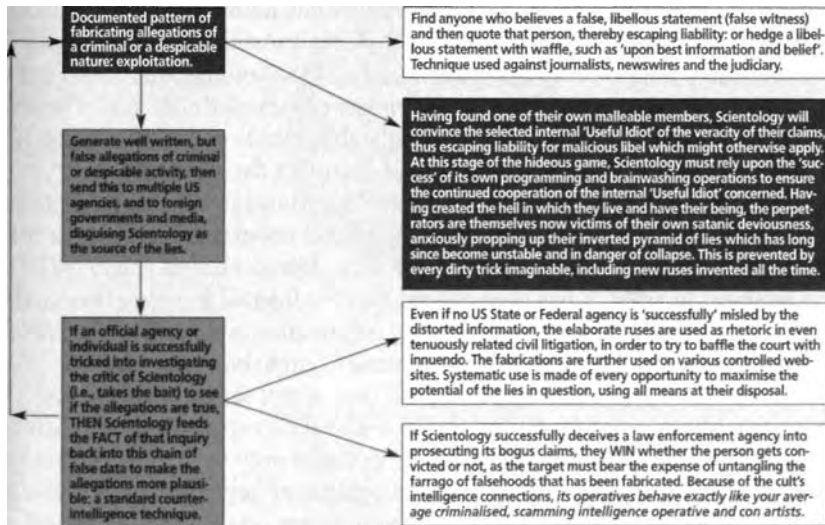 Documented pattern of
fabricating allegations of
a criminal or a despicable
nature: exploitation.
Find anyone who believes a false, libellous statement (false witness)
and then quote that person, thereby escaping liability: or hedge a libel-
lous statement with waffle, such as 'upon best information and belief'.
Technique used against journalists, newswires and the judiciary.
Generate well written, but
false allegations of criminal
or despicable activity, then
send this to multiple US
agencies, and to foreign
governments and media,
disguising Scientology as
the source of the lies.
Having found one of their own malleable members, Scientology will
convince the selected internal 'Useful Idiot' of the veracity of their claims,
thus escaping liability for malicious libel which might otherwise apply.
At this stage of the hideous game, Scientology must rely upon the 'suc-
cess' of its own programming and brainwashing operations to ensure
the continued cooperation of the internal 'Useful Idiot' concerned. Hav-
ing created the hell in which they live and have their being, the perpet-
rators are themselves now victims of their own satanic deviousness,
anxiously propping up their inverted pyramid of lies which has long
since become unstable and in danger of collapse. This is prevented by
every dirty trick imaginable, including new ruses invented all the time.
If an official agency or
individual is successfully
tricked into investigating
the critic of Scientology
(i.e., takes the bait) to see
if the allegations are true,
THEN Scientology feeds
the FACT of that inquiry
back into this chain of
false data to make the
allegations more plausi-
ble: a standard counter-
intelligence technique.
Even if no US State or Federal agency is 'successfully' misled by the
distorted information, the elaborate ruses are used as rhetoric in even
tenuously related civil litigation, in order to try to baffle the court with
innuendo. The fabrications are further used on various controlled web-
sites. Systematic use is made of every opportunity to maximise the
potential of the lies in question, using all means at their disposal.
If Scientology successfully deceives a law enforcement agency into
prosecuting its bogus claims, they WIN whether the person gets con-
victed or not, as the target must bear the expense of untangling the
farrago of falsehoods that has been fabricated. Because of the cult's
intelligence connections, its operatives behave exactly like your aver-
age criminalised, scamming intelligence operative and con artists.